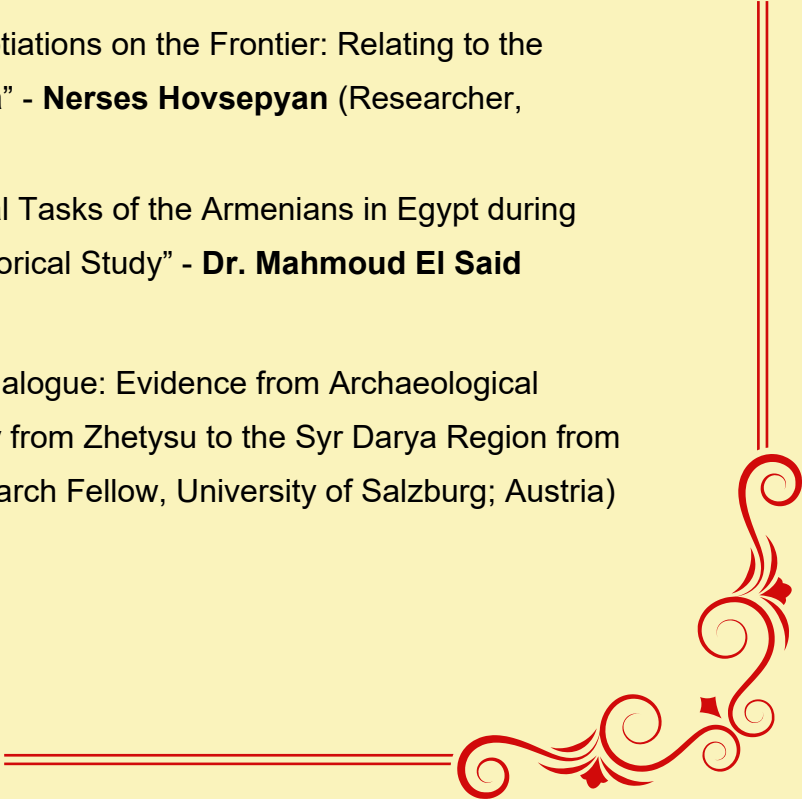 tiations on the Frontier: Relating to the
” - Nerses Hovsepyan (Researcher,
l Tasks of the Armenians in Egypt during
orical Study” - Dr. Mahmoud El Said
alogue: Evidence from Archaeological
from Zhetysu to the Syr Darya Region from
arch Fellow, University of Salzburg; Austria)